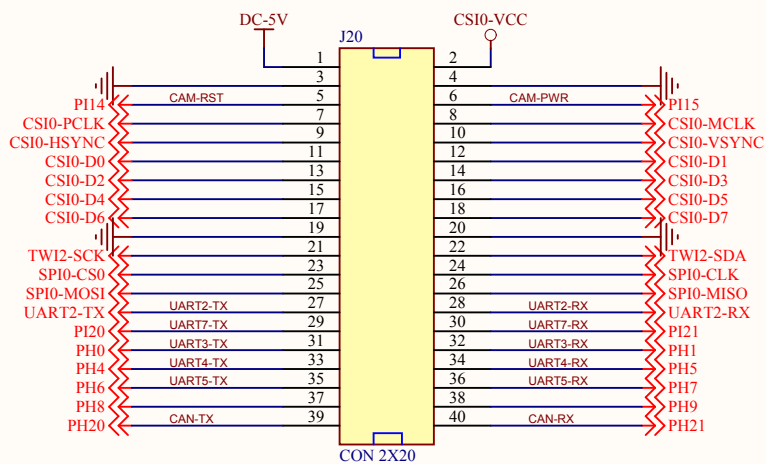 DC-5V CSI0-VCC
J20
1 2
3 4
PI14 CAM-RST 5 6 CAM-PWR PI15
CSI0-PCLK 7 8 CSI0-MCLK
CSI0-HSYNC 9 10 CSI0-VSYNC
CSI0-D0 11 12 CSI0-D1
CSI0-D2 13 14 CSI0-D3
CSI0-D4 15 16 CSI0-D5
CSI0-D6 17 18 CSI0-D7
19 20
TWI2-SCK 21 22 TWI2-SDA
SPI0-CS0 23 24 SPI0-CLK
SPI0-MOSI 25 26 SPI0-MISO
UART2-TX UART2-TX 27 28 UART2-RX UART2-RX
PI20 UART7-TX 29 30 UART7-RX PI21
PH0 UART3-TX 31 32 UART3-RX PH1
PH4 UART4-TX 33 34 UART4-RX PH5
PH6 UART5-TX 35 36 UART5-RX PH7
PH8 37 38 PH9
PH20 CAN-TX 39 40 CAN-RX PH21
CON 2X20